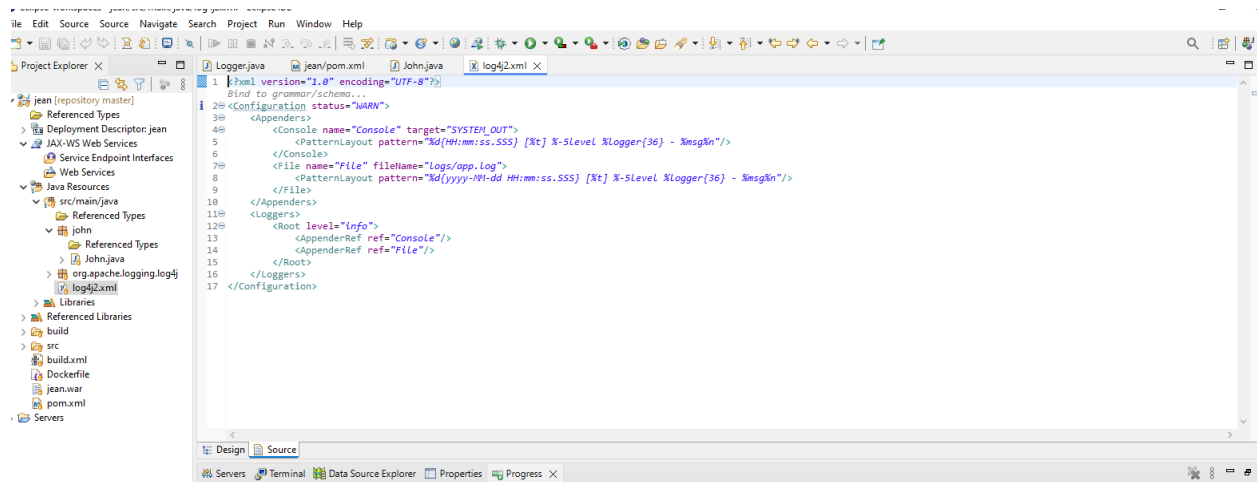 File Edit Source Source Navigate Search Project Run Window Help
Project Explorer
Logger.java jean/pom.xml John.java log4j2.xml
jean [repository master]
Referenced Types
Deployment Descriptor: jean
JAX-WS Web Services
Service Endpoint Interfaces
Web Services
Java Resources
src/main/java
Referenced Types
john
Referenced Types
John.java
org.apache.logging.log4j
log4j2.xml
Libraries
Referenced Libraries
build
src
build.xml
Dockerfile
jean.war
pom.xml
Servers
1 <?xml version="1.0" encoding="UTF-8"?>
Bind to grammar/schema...
2 <Configuration status="WARN">
3 <Appenders>
4 <Console name="Console" target="SYSTEM_OUT">
5 <PatternLayout pattern="%d{HH:mm:ss.SSS} [%t] %-5level %logger{36} - %msg%n"/>
6 </Console>
7 <File name="File" fileName="logs/app.log">
8 <PatternLayout pattern="%d{yyyy-MM-dd HH:mm:ss.SSS} [%t] %-5level %logger{36} - %msg%n"/>
9 </File>
10 </Appenders>
11 <Loggers>
12 <Root level="info">
13 <AppenderRef ref="Console"/>
14 <AppenderRef ref="File"/>
15 </Root>
16 </Loggers>
17 </Configuration>
Design Source
Servers Terminal Data Source Explorer Properties Progress